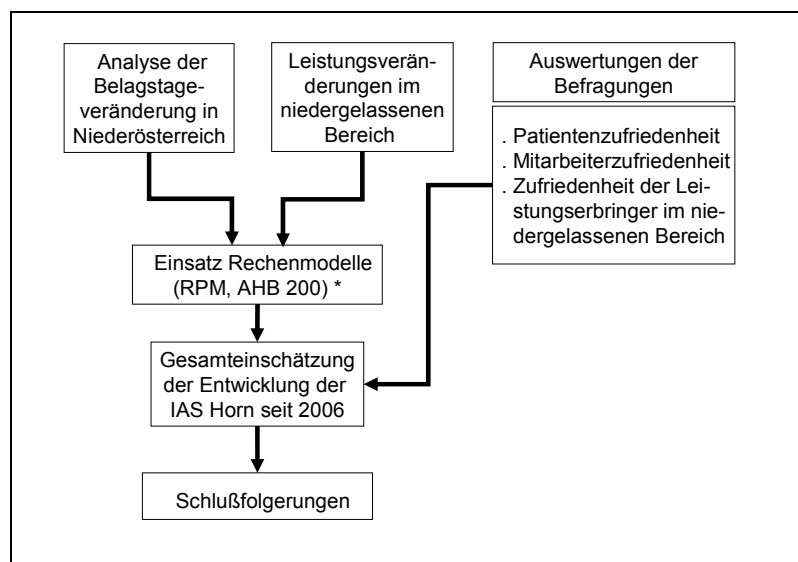 Analyse der
Belagstage-
veränderung in
Niederösterreich
Leistungsverän-
derungen im
niedergelassenen
Bereich
Auswertungen der
Befragungen
. Patientenzufriedenheit
. Mitarbeiterzufriedenheit
. Zufriedenheit der Lei-
stungserbringer im nie-
dergelassenen Bereich
Einsatz Rechenmodelle
(RPM, AHB 200) *
Gesamteinschätzung
der Entwicklung der
IAS Horn seit 2006
Schlußfolgerungen